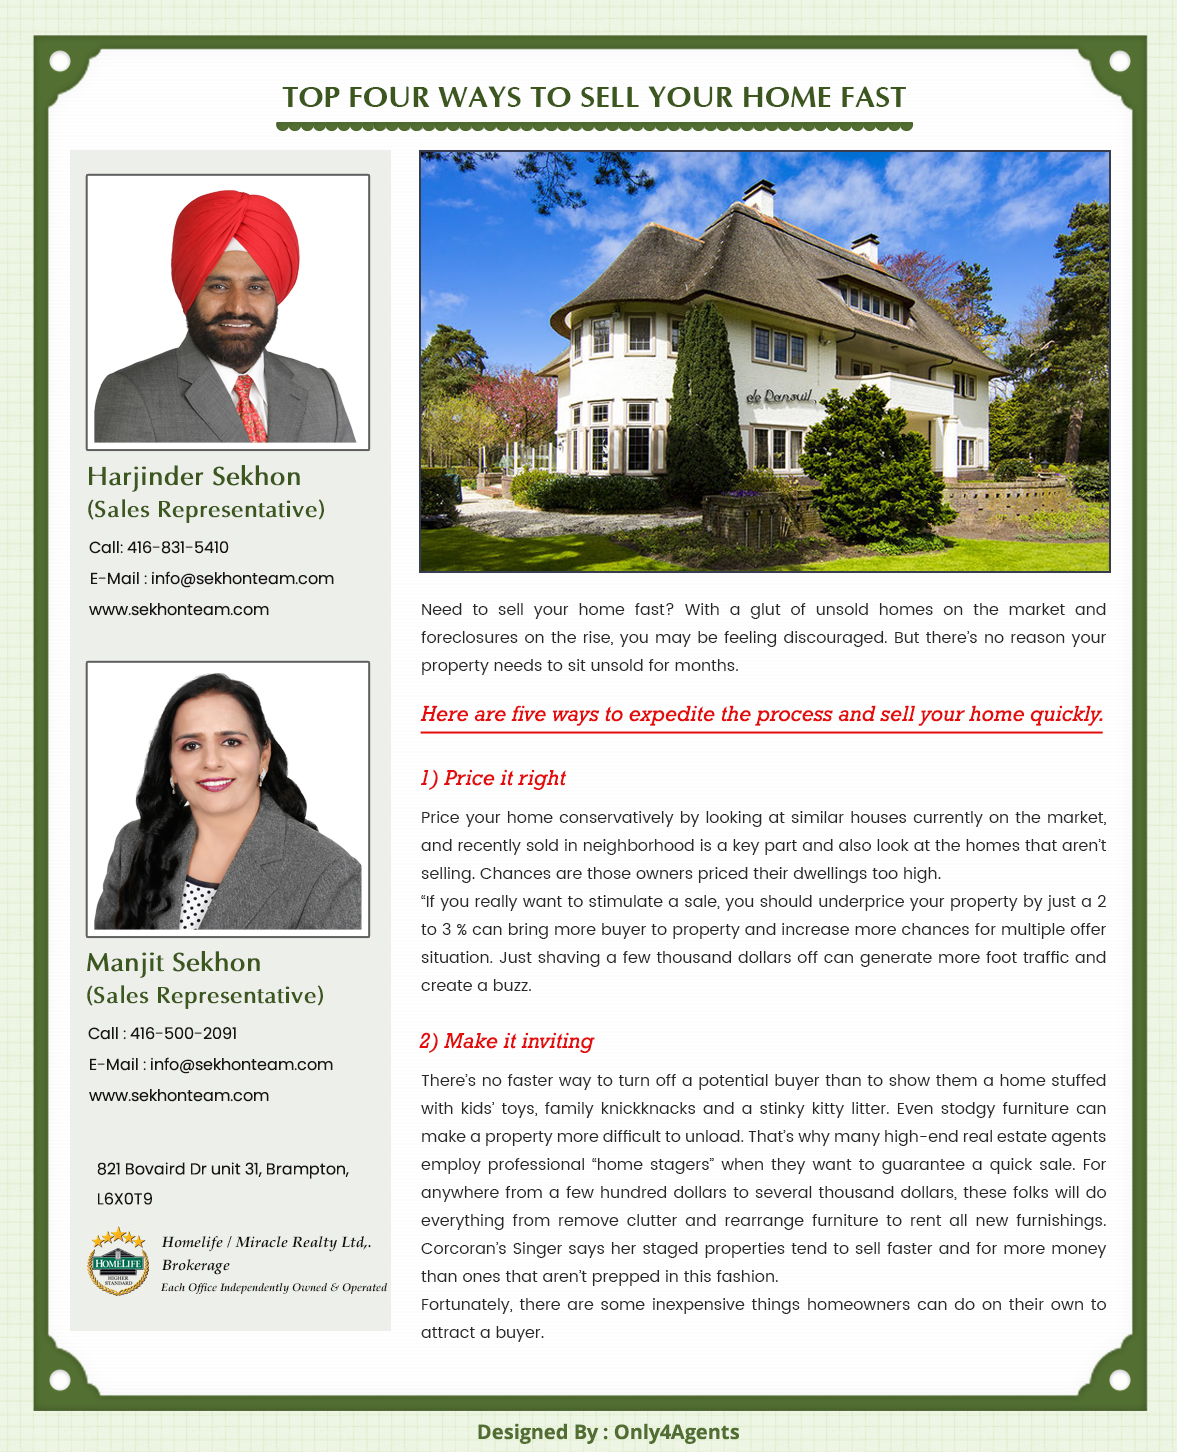 TOP FOUR WAYS TO SELL YOUR HOME FAST
Harjinder Sekhon
(Sales Representative)
Call: 416-831-5410
E-Mail : info@sekhonteam.com
www.sekhonteam.com
Manjit Sekhon
(Sales Representative)
Call : 416-500-2091
E-Mail : info@sekhonteam.com
www.sekhonteam.com
821 Bovaird Dr unit 31, Brampton,
L6X0T9
HOMELIFE
HIGHER
STANDARD
Homelife / Miracle Realty Ltd,.
Brokerage
Each Office Independently Owned & Operated
Need to sell your home fast? With a glut of unsold homes on the market and
foreclosures on the rise, you may be feeling discouraged. But there’s no reason your
property needs to sit unsold for months.
Here are five ways to expedite the process and sell your home quickly.
1) Price it right
Price your home conservatively by looking at similar houses currently on the market,
and recently sold in neighborhood is a key part and also look at the homes that aren’t
selling. Chances are those owners priced their dwellings too high.
“If you really want to stimulate a sale, you should underprice your property by just a 2
to 3 % can bring more buyer to property and increase more chances for multiple offer
situation. Just shaving a few thousand dollars off can generate more foot traffic and
create a buzz.
2) Make it inviting
There’s no faster way to turn off a potential buyer than to show them a home stuffed
with kids’ toys, family knickknacks and a stinky kitty litter. Even stodgy furniture can
make a property more difficult to unload. That’s why many high-end real estate agents
employ professional “home stagers” when they want to guarantee a quick sale. For
anywhere from a few hundred dollars to several thousand dollars, these folks will do
everything from remove clutter and rearrange furniture to rent all new furnishings.
Corcoran’s Singer says her staged properties tend to sell faster and for more money
than ones that aren’t prepped in this fashion.
Fortunately, there are some inexpensive things homeowners can do on their own to
attract a buyer.
Designed By : Only4Agents